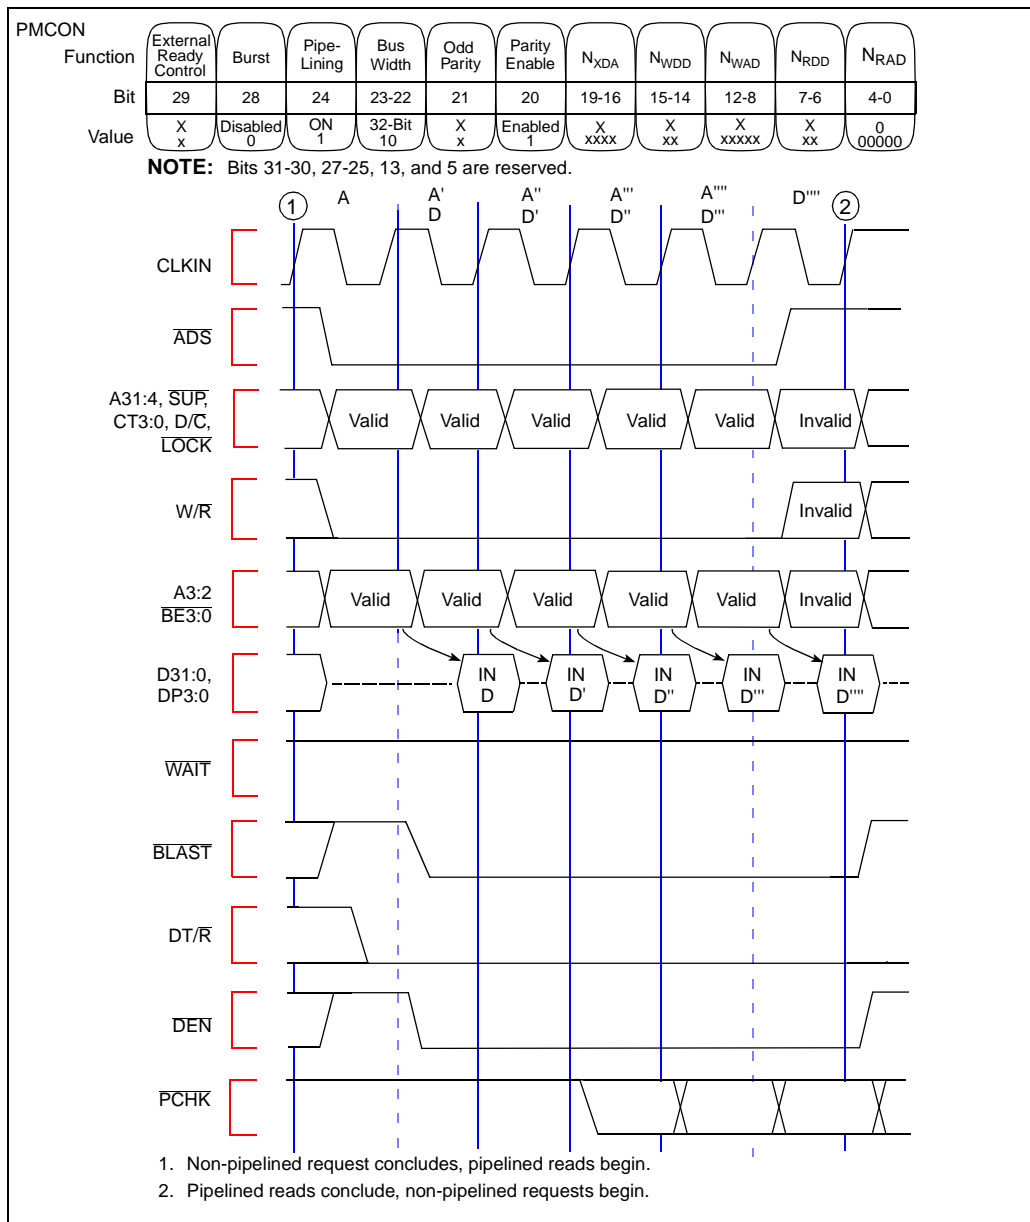 PMCON
Function External Ready Control Burst Pipe-Lining Bus Width Odd Parity Parity Enable NXDA NWDD NWAD NRDD NRAD
Bit 29 28 24 23-22 21 20 19-16 15-14 12-8 7-6 4-0
Value X x Disabled 0 ON 1 32-Bit 10 X x Enabled 1 X xxxx X xx X xxxxx X xx 0 00000
NOTE: Bits 31-30, 27-25, 13, and 5 are reserved.
1 A A' D A'' D' A''' D'' A'''' D''' D'''' 2
CLKIN
ADS
A31:4, SUP,
CT3:0, D/C,
LOCK
Valid Valid Valid Valid Valid Invalid
W/R Invalid
A3:2
BE3:0
Valid Valid Valid Valid Valid Invalid
D31:0,
DP3:0
IN D IN D' IN D'' IN D''' IN D''''
WAIT
BLAST
DT/R
DEN
PCHK
1. Non-pipelined request concludes, pipelined reads begin.
2. Pipelined reads conclude, non-pipelined requests begin.